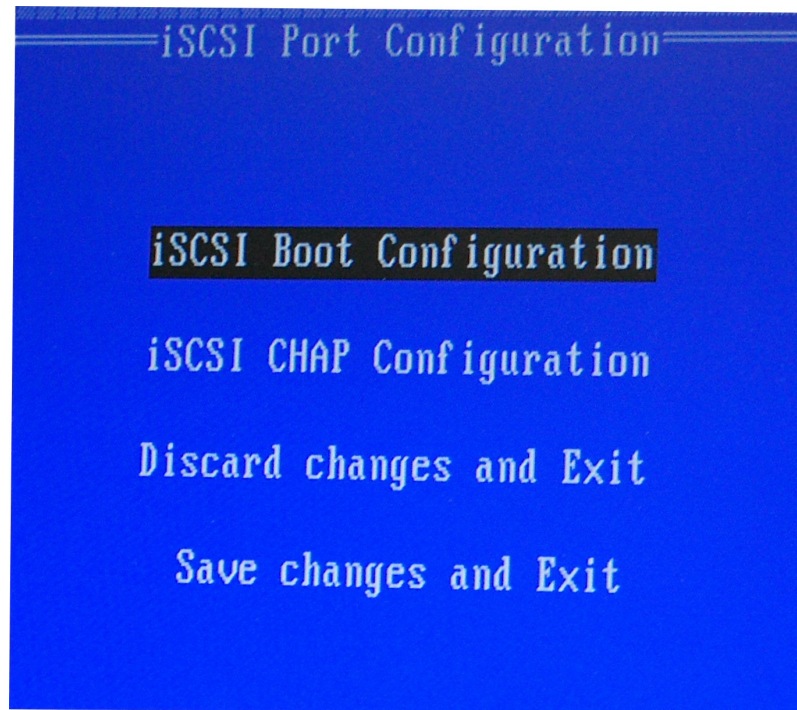 iSCSI Port Configuration
iSCSI Boot Configuration
iSCSI CHAP Configuration
Discard changes and Exit
Save changes and Exit